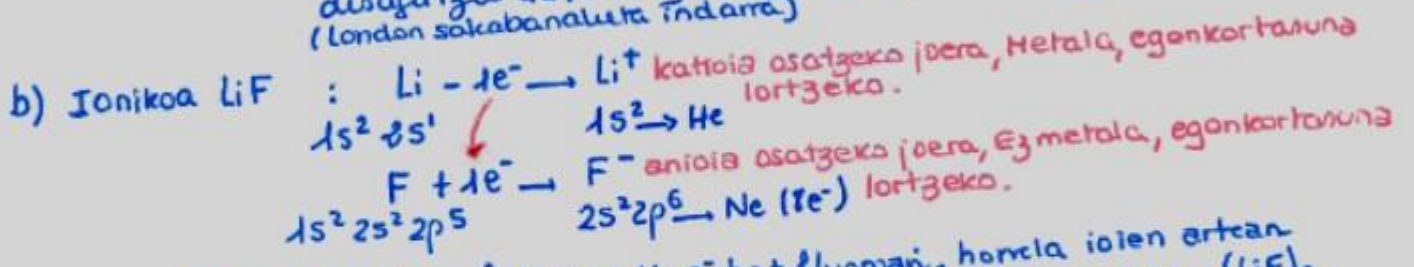 (London sakabanaketa indarra)
b) Ionikoa LiF : Li - 1e⁻ → Li⁺ katioia osatzeko joera, Metala, egonkortasuna
lortzeko.
1s² 2s¹ 1s² → He
F + 1e⁻ → F⁻ anioia osatzeko joera, Ez metala, egonkortasuna
lortzeko.
1s² 2s² 2p⁵ 2s² 2p⁶ → Ne (8e⁻)
horrela ioien artean
(LiF).